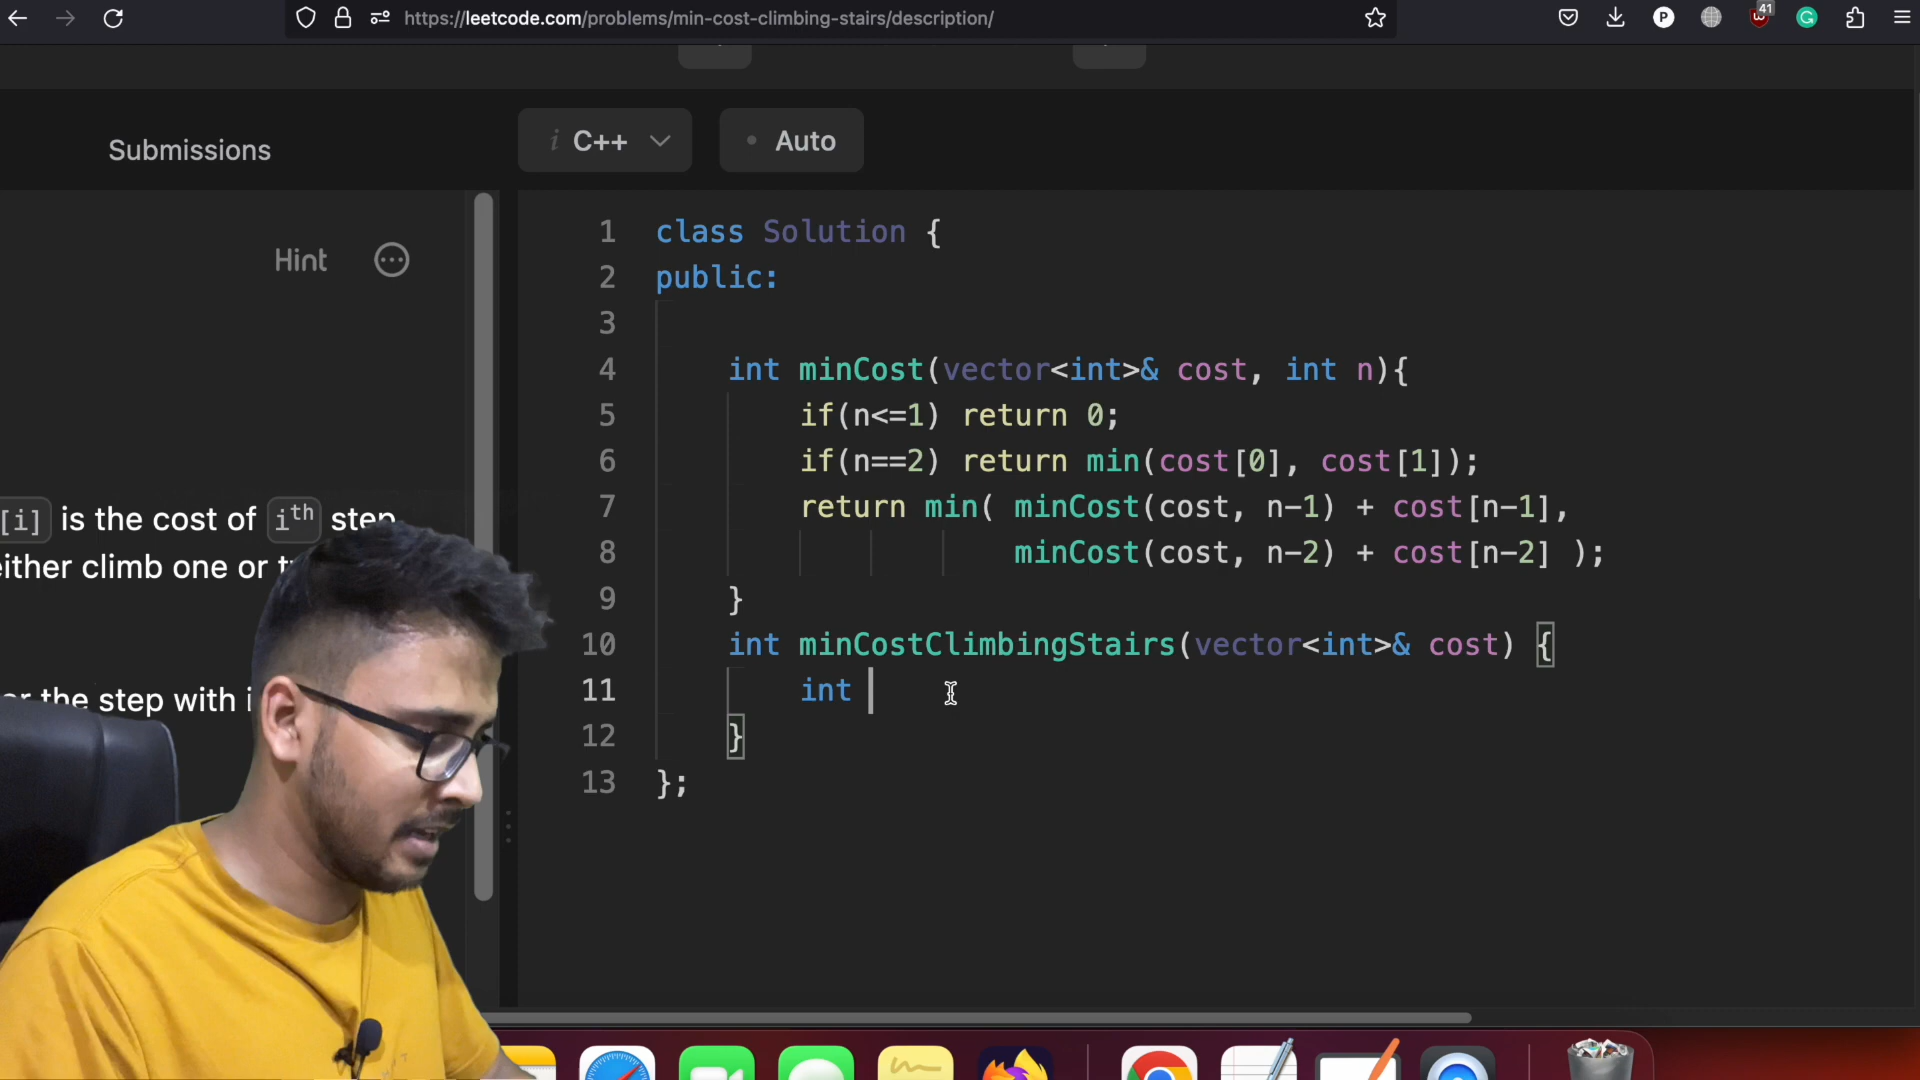 https://leetcode.com/problems/min-cost-climbing-stairs/description/
P
41
G
Submissions
i C++
Auto
Hint
[i] is the cost of ith step
either climb one or t
or the step with i
1 class Solution {
2 public:
3
4 int minCost(vector<int>& cost, int n){
5 if(n<=1) return 0;
6 if(n==2) return min(cost[0], cost[1]);
7 return min( minCost(cost, n-1) + cost[n-1],
8 minCost(cost, n-2) + cost[n-2] );
9 }
10 int minCostClimbingStairs(vector<int>& cost) {
11 int
12 }
13 };